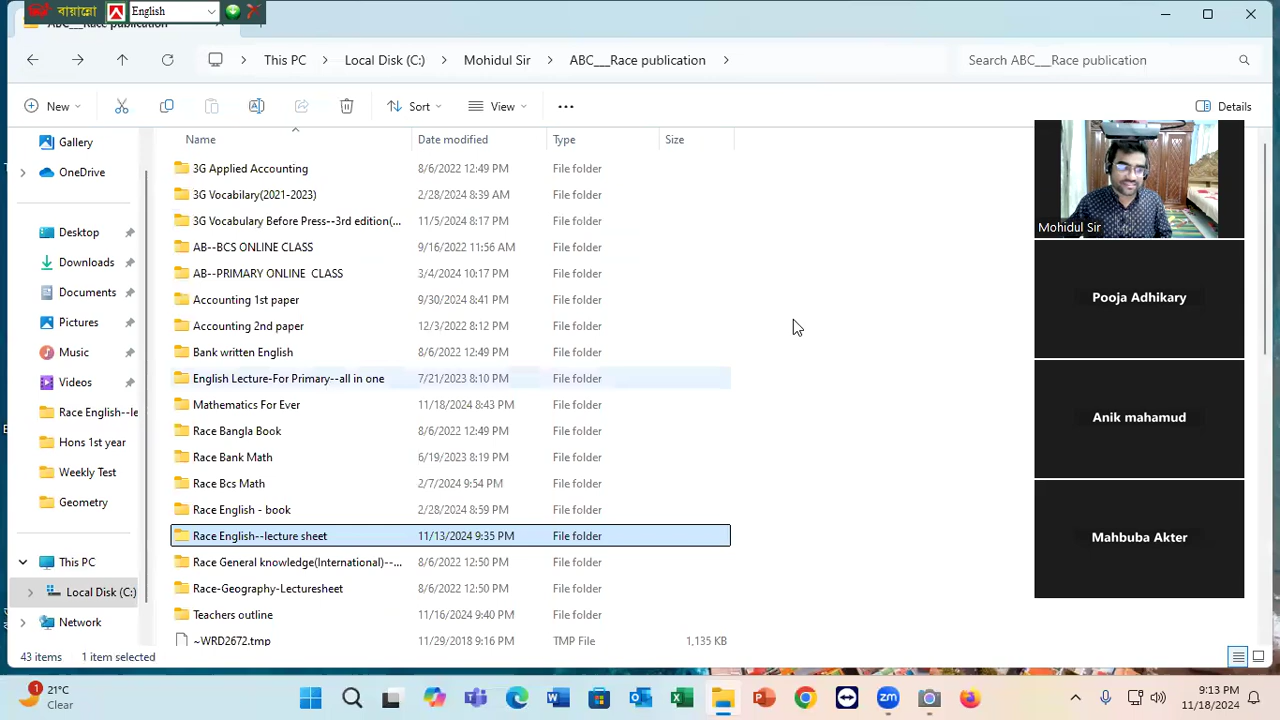 বায়ান্নো English
ABC___Race publication
This PC Local Disk (C:) Mohidul Sir ABC___Race publication Search ABC___Race publication
New Sort View Details
Name Date modified Type Size
Gallery
OneDrive
Desktop
Downloads
Documents
Pictures
Music
Videos
Race English--le
Hons 1st year
Weekly Test
Geometry
This PC
Local Disk (C:)
Network
3G Applied Accounting 8/6/2022 12:49 PM File folder
3G Vocabilary(2021-2023) 2/28/2024 8:39 AM File folder
3G Vocabulary Before Press--3rd edition(... 11/5/2024 8:17 PM File folder
AB--BCS ONLINE CLASS 9/16/2022 11:56 AM File folder
AB--PRIMARY ONLINE CLASS 3/4/2024 10:17 PM File folder
Accounting 1st paper 9/30/2024 8:41 PM File folder
Accounting 2nd paper 12/3/2022 8:12 PM File folder
Bank written English 8/6/2022 12:49 PM File folder
English Lecture-For Primary--all in one 7/21/2023 8:10 PM File folder
Mathematics For Ever 11/18/2024 8:43 PM File folder
Race Bangla Book 8/6/2022 12:49 PM File folder
Race Bank Math 6/19/2023 8:19 PM File folder
Race Bcs Math 2/7/2024 9:54 PM File folder
Race English - book 2/28/2024 8:59 PM File folder
Race English--lecture sheet 11/13/2024 9:35 PM File folder
Race General knowledge(International)--... 8/6/2022 12:50 PM File folder
Race-Geography-Lecturesheet 8/6/2022 12:50 PM File folder
Teachers outline 11/16/2024 9:40 PM File folder
~WRD2672.tmp 11/29/2018 9:16 PM TMP File 1,135 KB
Mohidul Sir
Pooja Adhikary
Anik mahamud
Mahbuba Akter
43 items 1 item selected
1
21°C
Clear
9:13 PM
11/18/2024